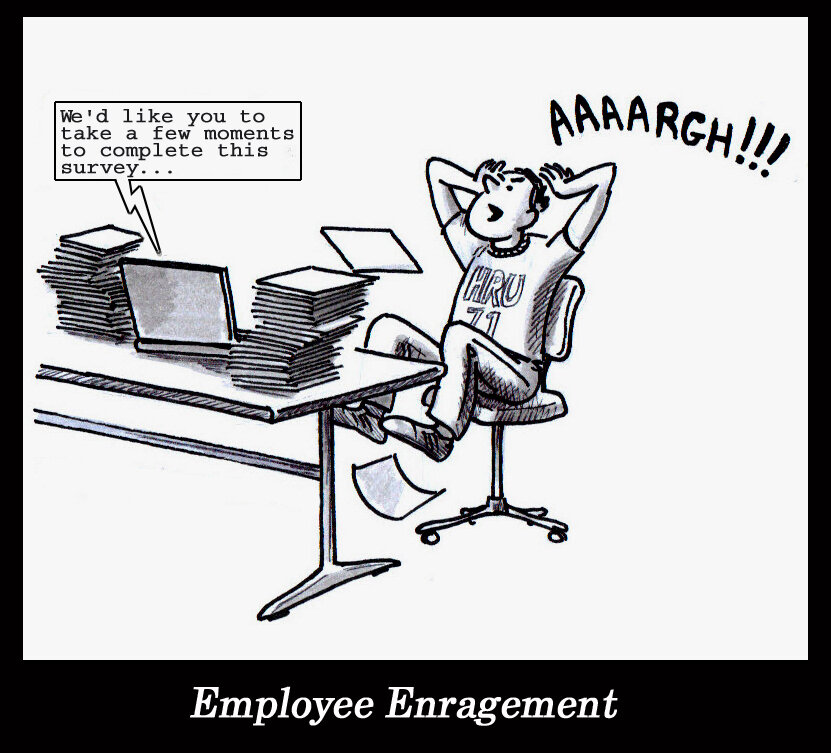 We'd like you to
take a few moments
to complete this
survey...
AAAARGH!!!
HRU
71
Employee Enragement